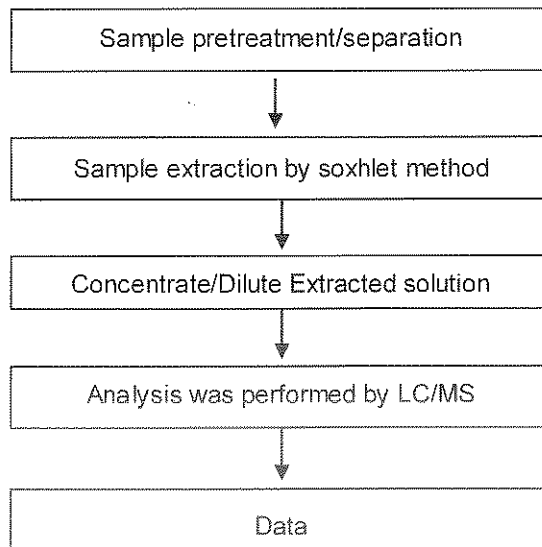 Sample pretreatment/separation
Sample extraction by soxhlet method
Concentrate/Dilute Extracted solution
Analysis was performed by LC/MS
Data